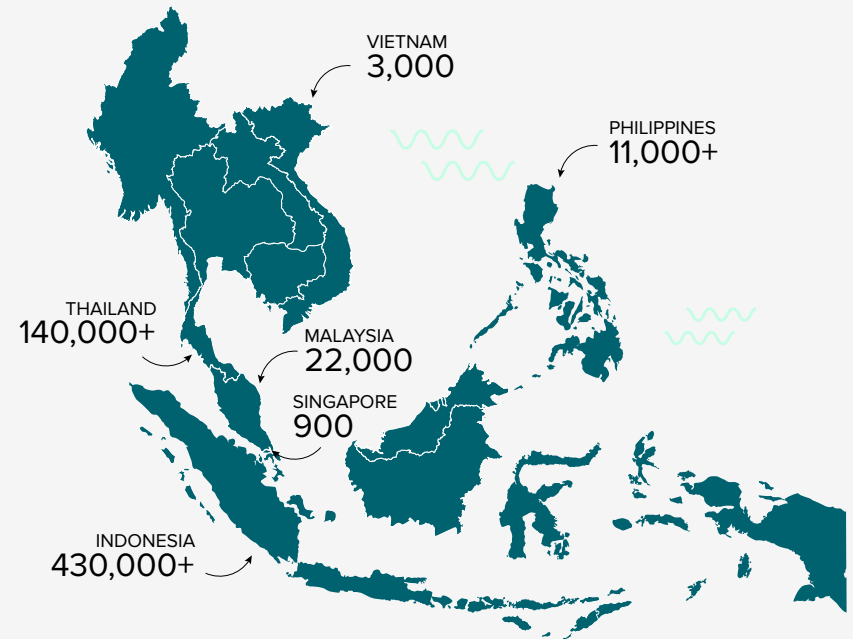 VIETNAM
3,000
PHILIPPINES
11,000+
THAILAND
140,000+
MALAYSIA
22,000
SINGAPORE
900
INDONESIA
430,000+